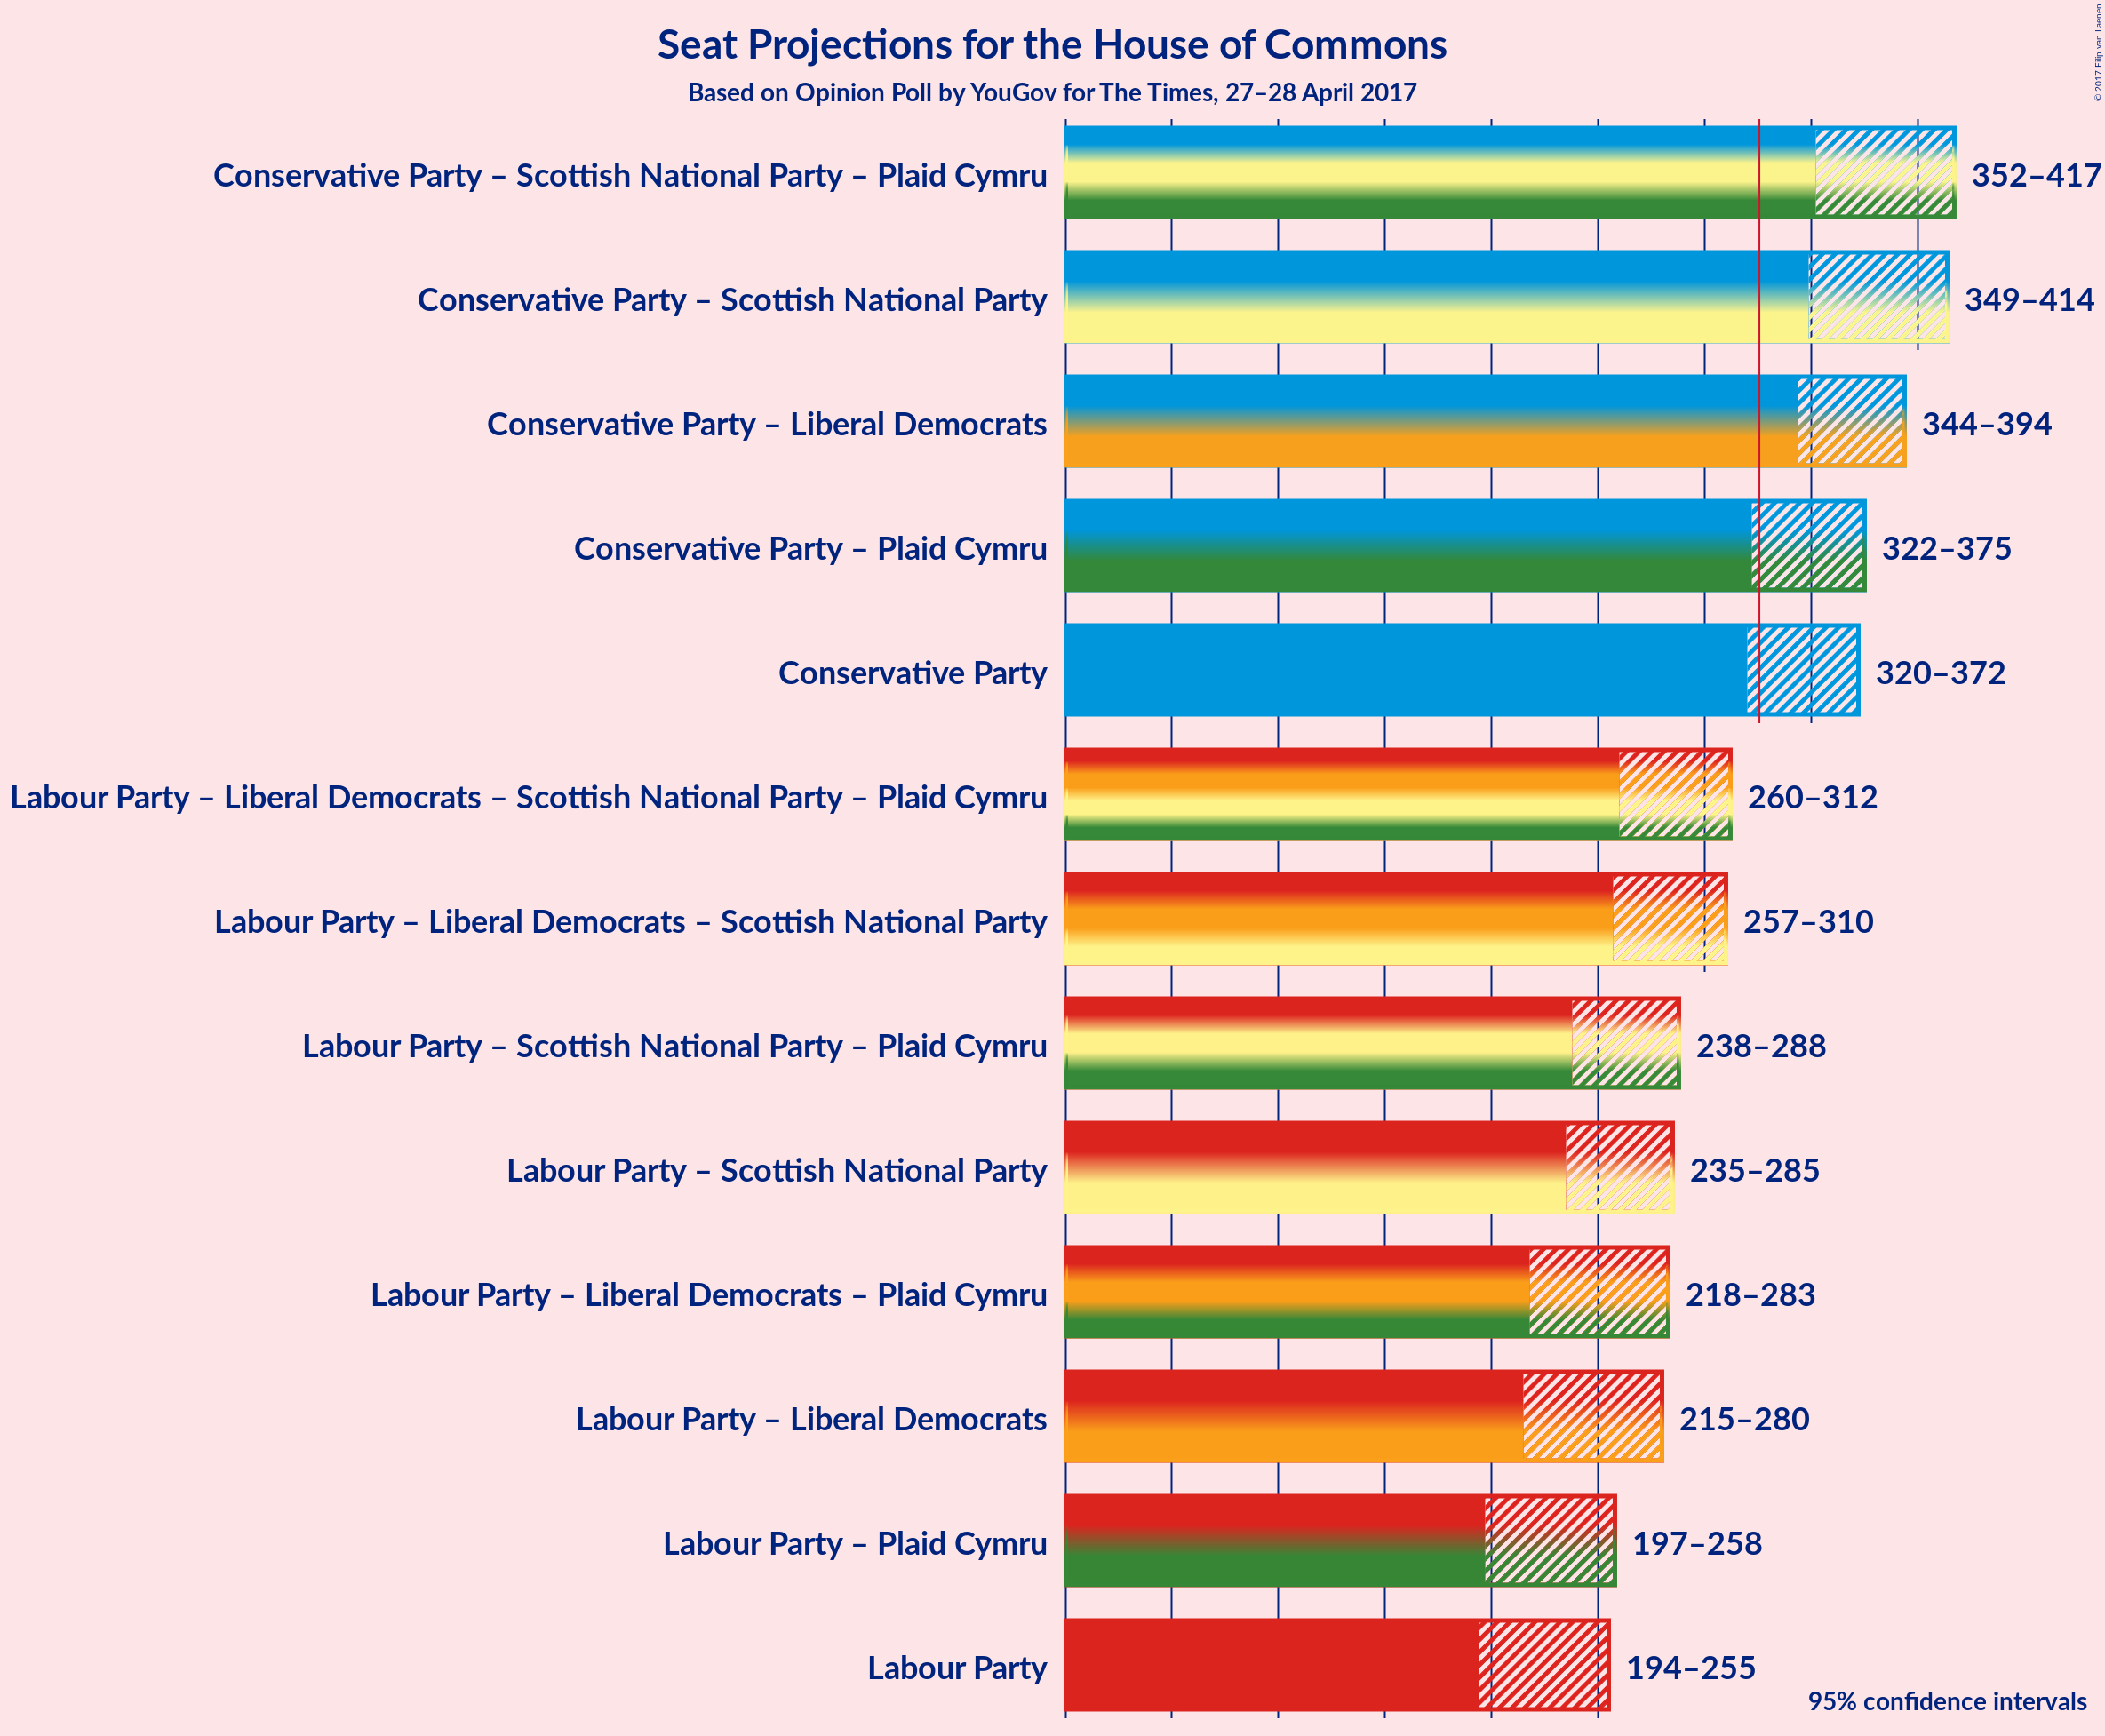 Seat Projections for the House of Commons
Based on Opinion Poll by YouGov for The Times, 27–28 April 2017
© 2017 Filip van Laenen
Conservative Party – Scottish National Party – Plaid Cymru 352–417
Conservative Party – Scottish National Party 349–414
Conservative Party – Liberal Democrats 344–394
Conservative Party – Plaid Cymru 322–375
Conservative Party 320–372
Labour Party – Liberal Democrats – Scottish National Party – Plaid Cymru 260–312
Labour Party – Liberal Democrats – Scottish National Party 257–310
Labour Party – Scottish National Party – Plaid Cymru 238–288
Labour Party – Scottish National Party 235–285
Labour Party – Liberal Democrats – Plaid Cymru 218–283
Labour Party – Liberal Democrats 215–280
Labour Party – Plaid Cymru 197–258
Labour Party 194–255
95% confidence intervals